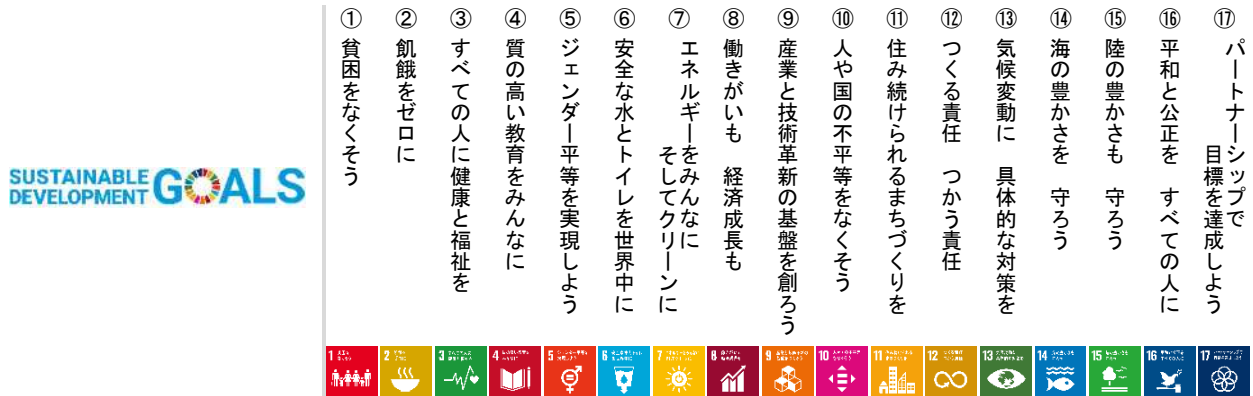 SUSTAINABLE
DEVELOPMENT
GOALS
① 貧困をなくそう
② 飢餓をゼロに
③ すべての人に健康と福祉を
④ 質の高い教育をみんなに
⑤ ジェンダー平等を実現しよう
⑥ 安全な水とトイレを世界中に
⑦ エネルギーをみんなに
そしてクリーンに
⑧ 働きがいも 経済成長も
⑨ 産業と技術革新の基盤を創ろう
⑩ 人や国の不平等をなくそう
⑪ 住み続けられるまちづくりを
⑫ つくる責任 つかう責任
⑬ 気候変動に 具体的な対策を
⑭ 海の豊かさを 守ろう
⑮ 陸の豊かさも 守ろう
⑯ 平和と公正を すべての人に
⑰ パートナーシップで
目標を達成しよう
1
2
3
4
5
6
7
8
9
10
11
12
13
14
15
16
17